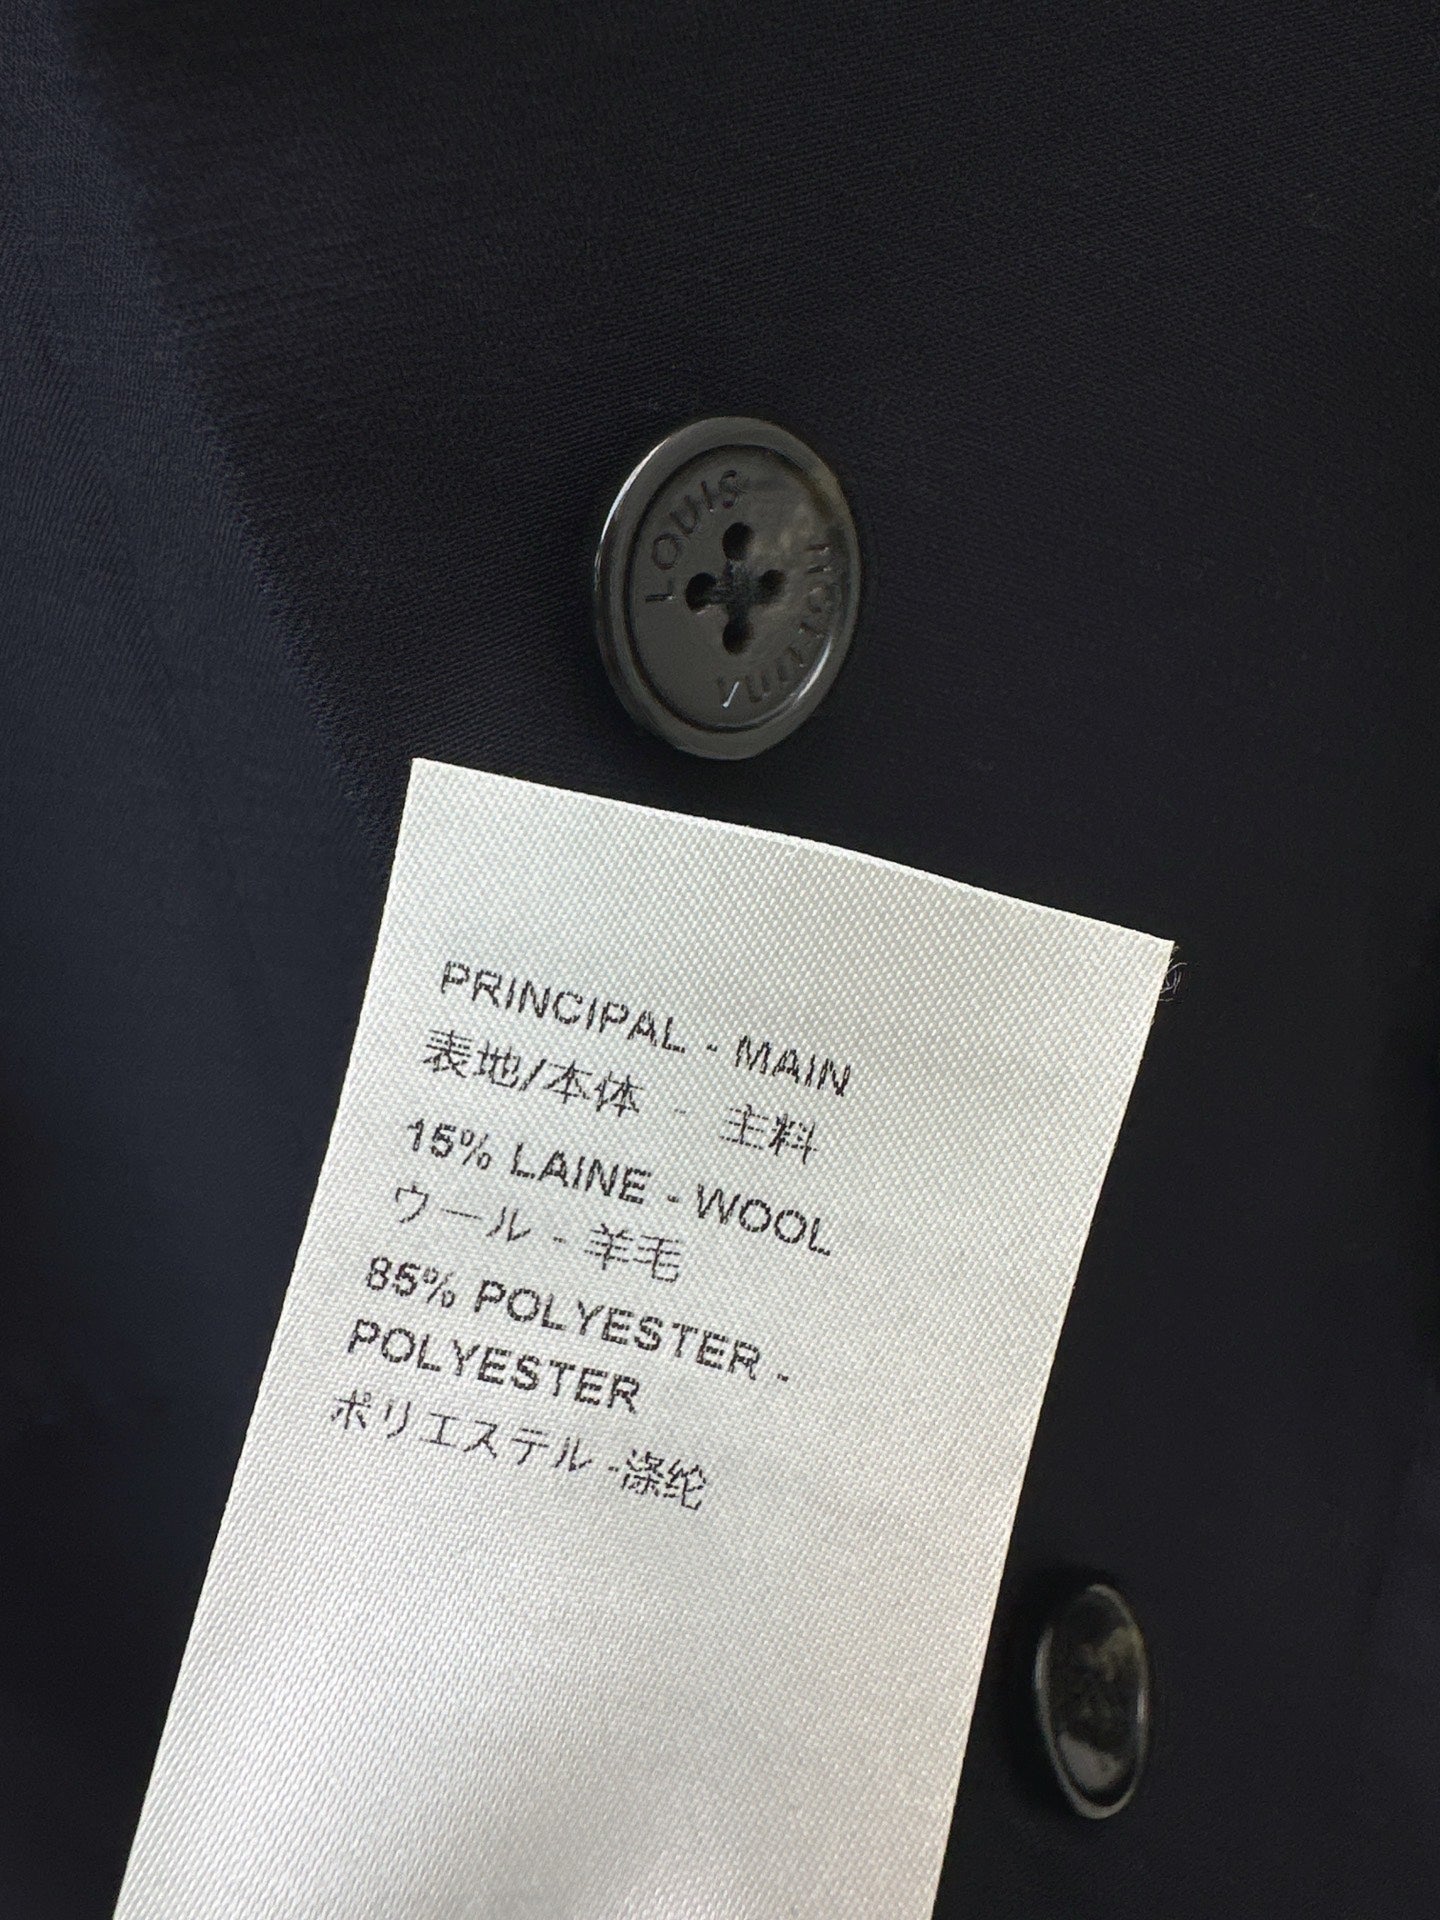 LOUIS
PRINCIPAL - MAIN
表地/本体 - 主料
15% LAINE - WOOL
ウール - 羊毛
85% POLYESTER -
POLYESTER
ポリエステル -涤纶